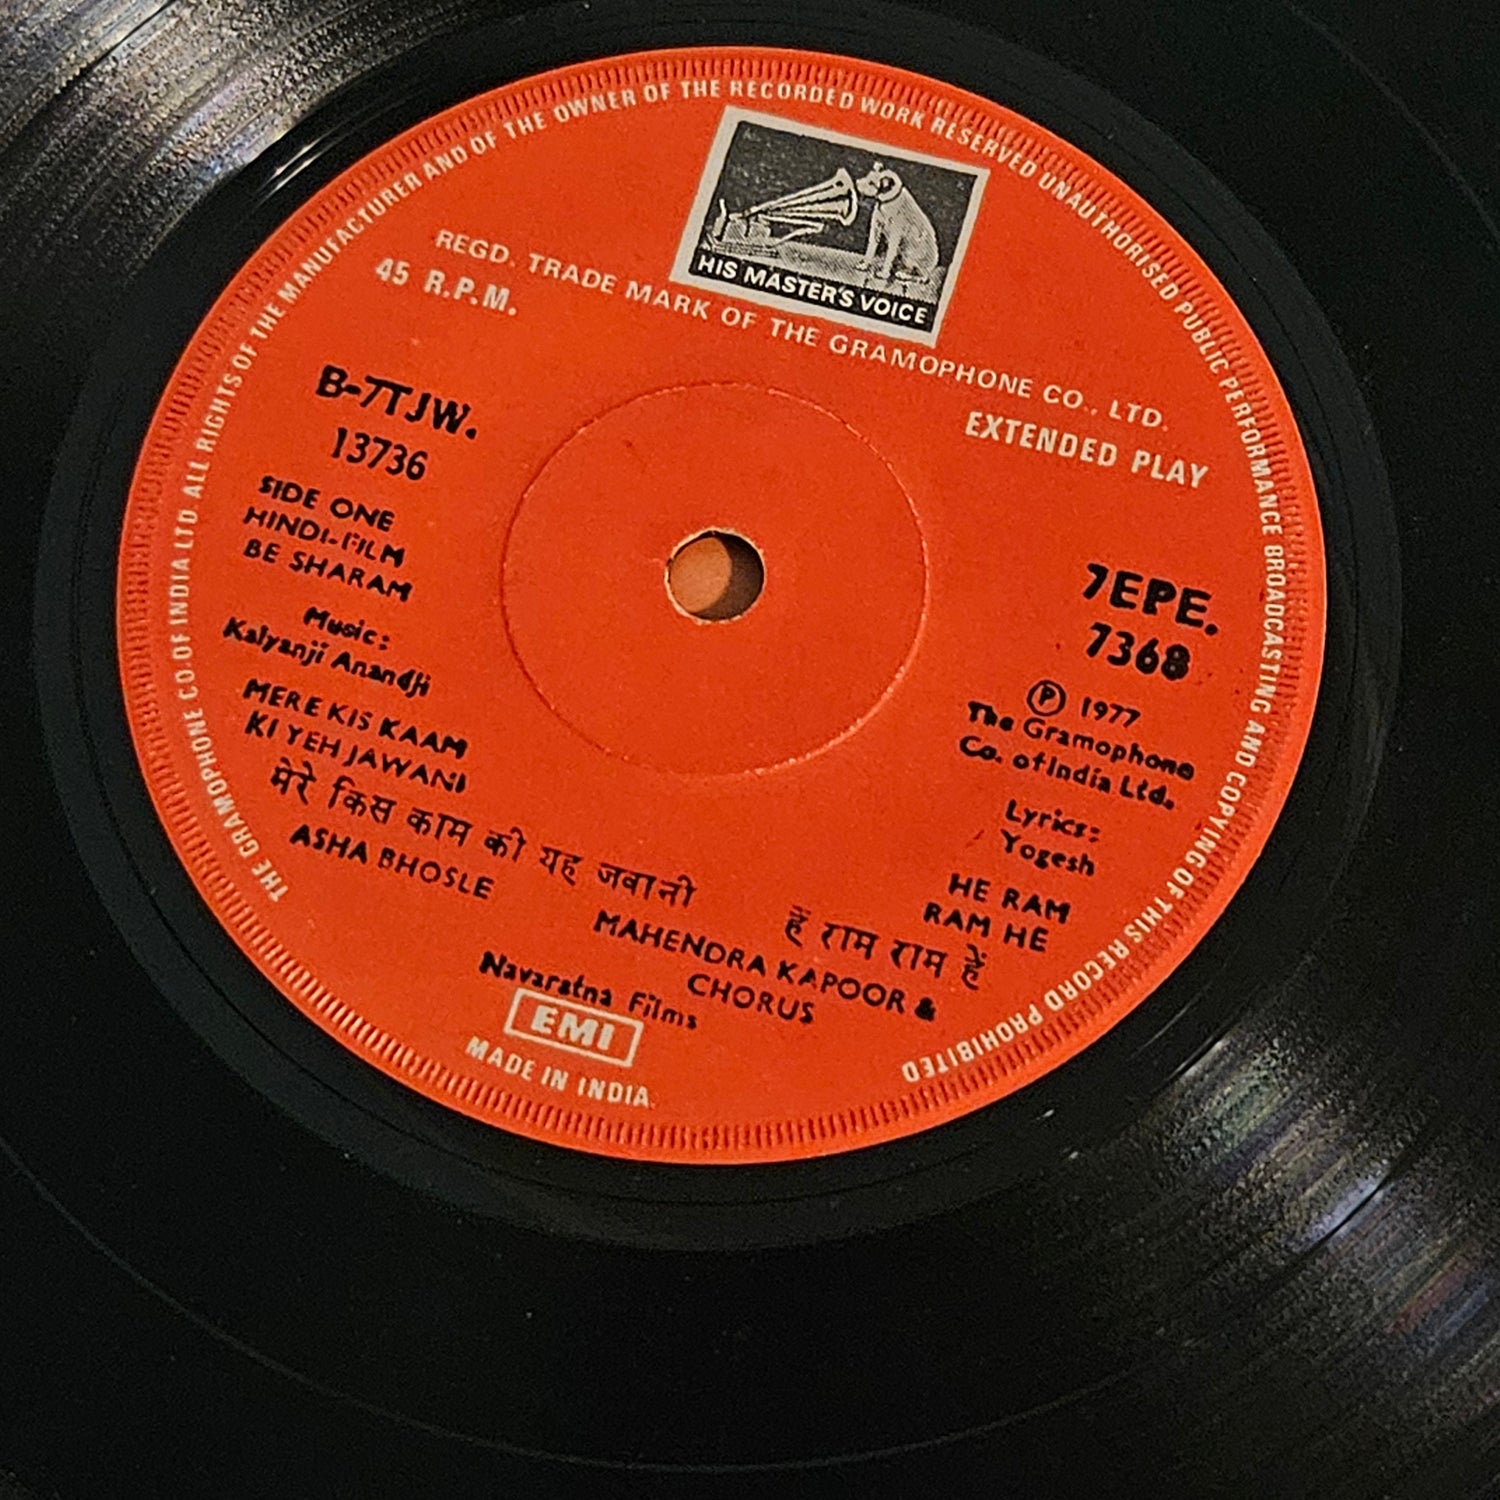 THE GRAMOPHONE CO. OF INDIA LTD. ALL RIGHTS OF THE MANUFACTURER AND OF THE OWNER OF THE RECORDED WORK RESERVED UNAUTHORISED PUBLIC PERFORMANCE BROADCASTING AND COPYING OF THIS RECORD PROHIBITED
HIS MASTER'S VOICE
REGD. TRADE MARK OF THE GRAMOPHONE CO., LTD.
45 R.P.M.
EXTENDED PLAY
B-7TJW.
13736
SIDE ONE
HINDI-FILM
BE SHARAM
Music:
Kalyanji Anandji
7EPE.
7368
Ⓟ 1977
The Gramophone
Co. of India Ltd.
Lyrics:
Yogesh
MERE KIS KAAM
KI YEH JAWANI
मेरे किस काम की यह जवानी
ASHA BHOSLE
HE RAM
RAM HE
हें राम राम हें
MAHENDRA KAPOOR &
CHORUS
Navaratna Films
EMI
MADE IN INDIA